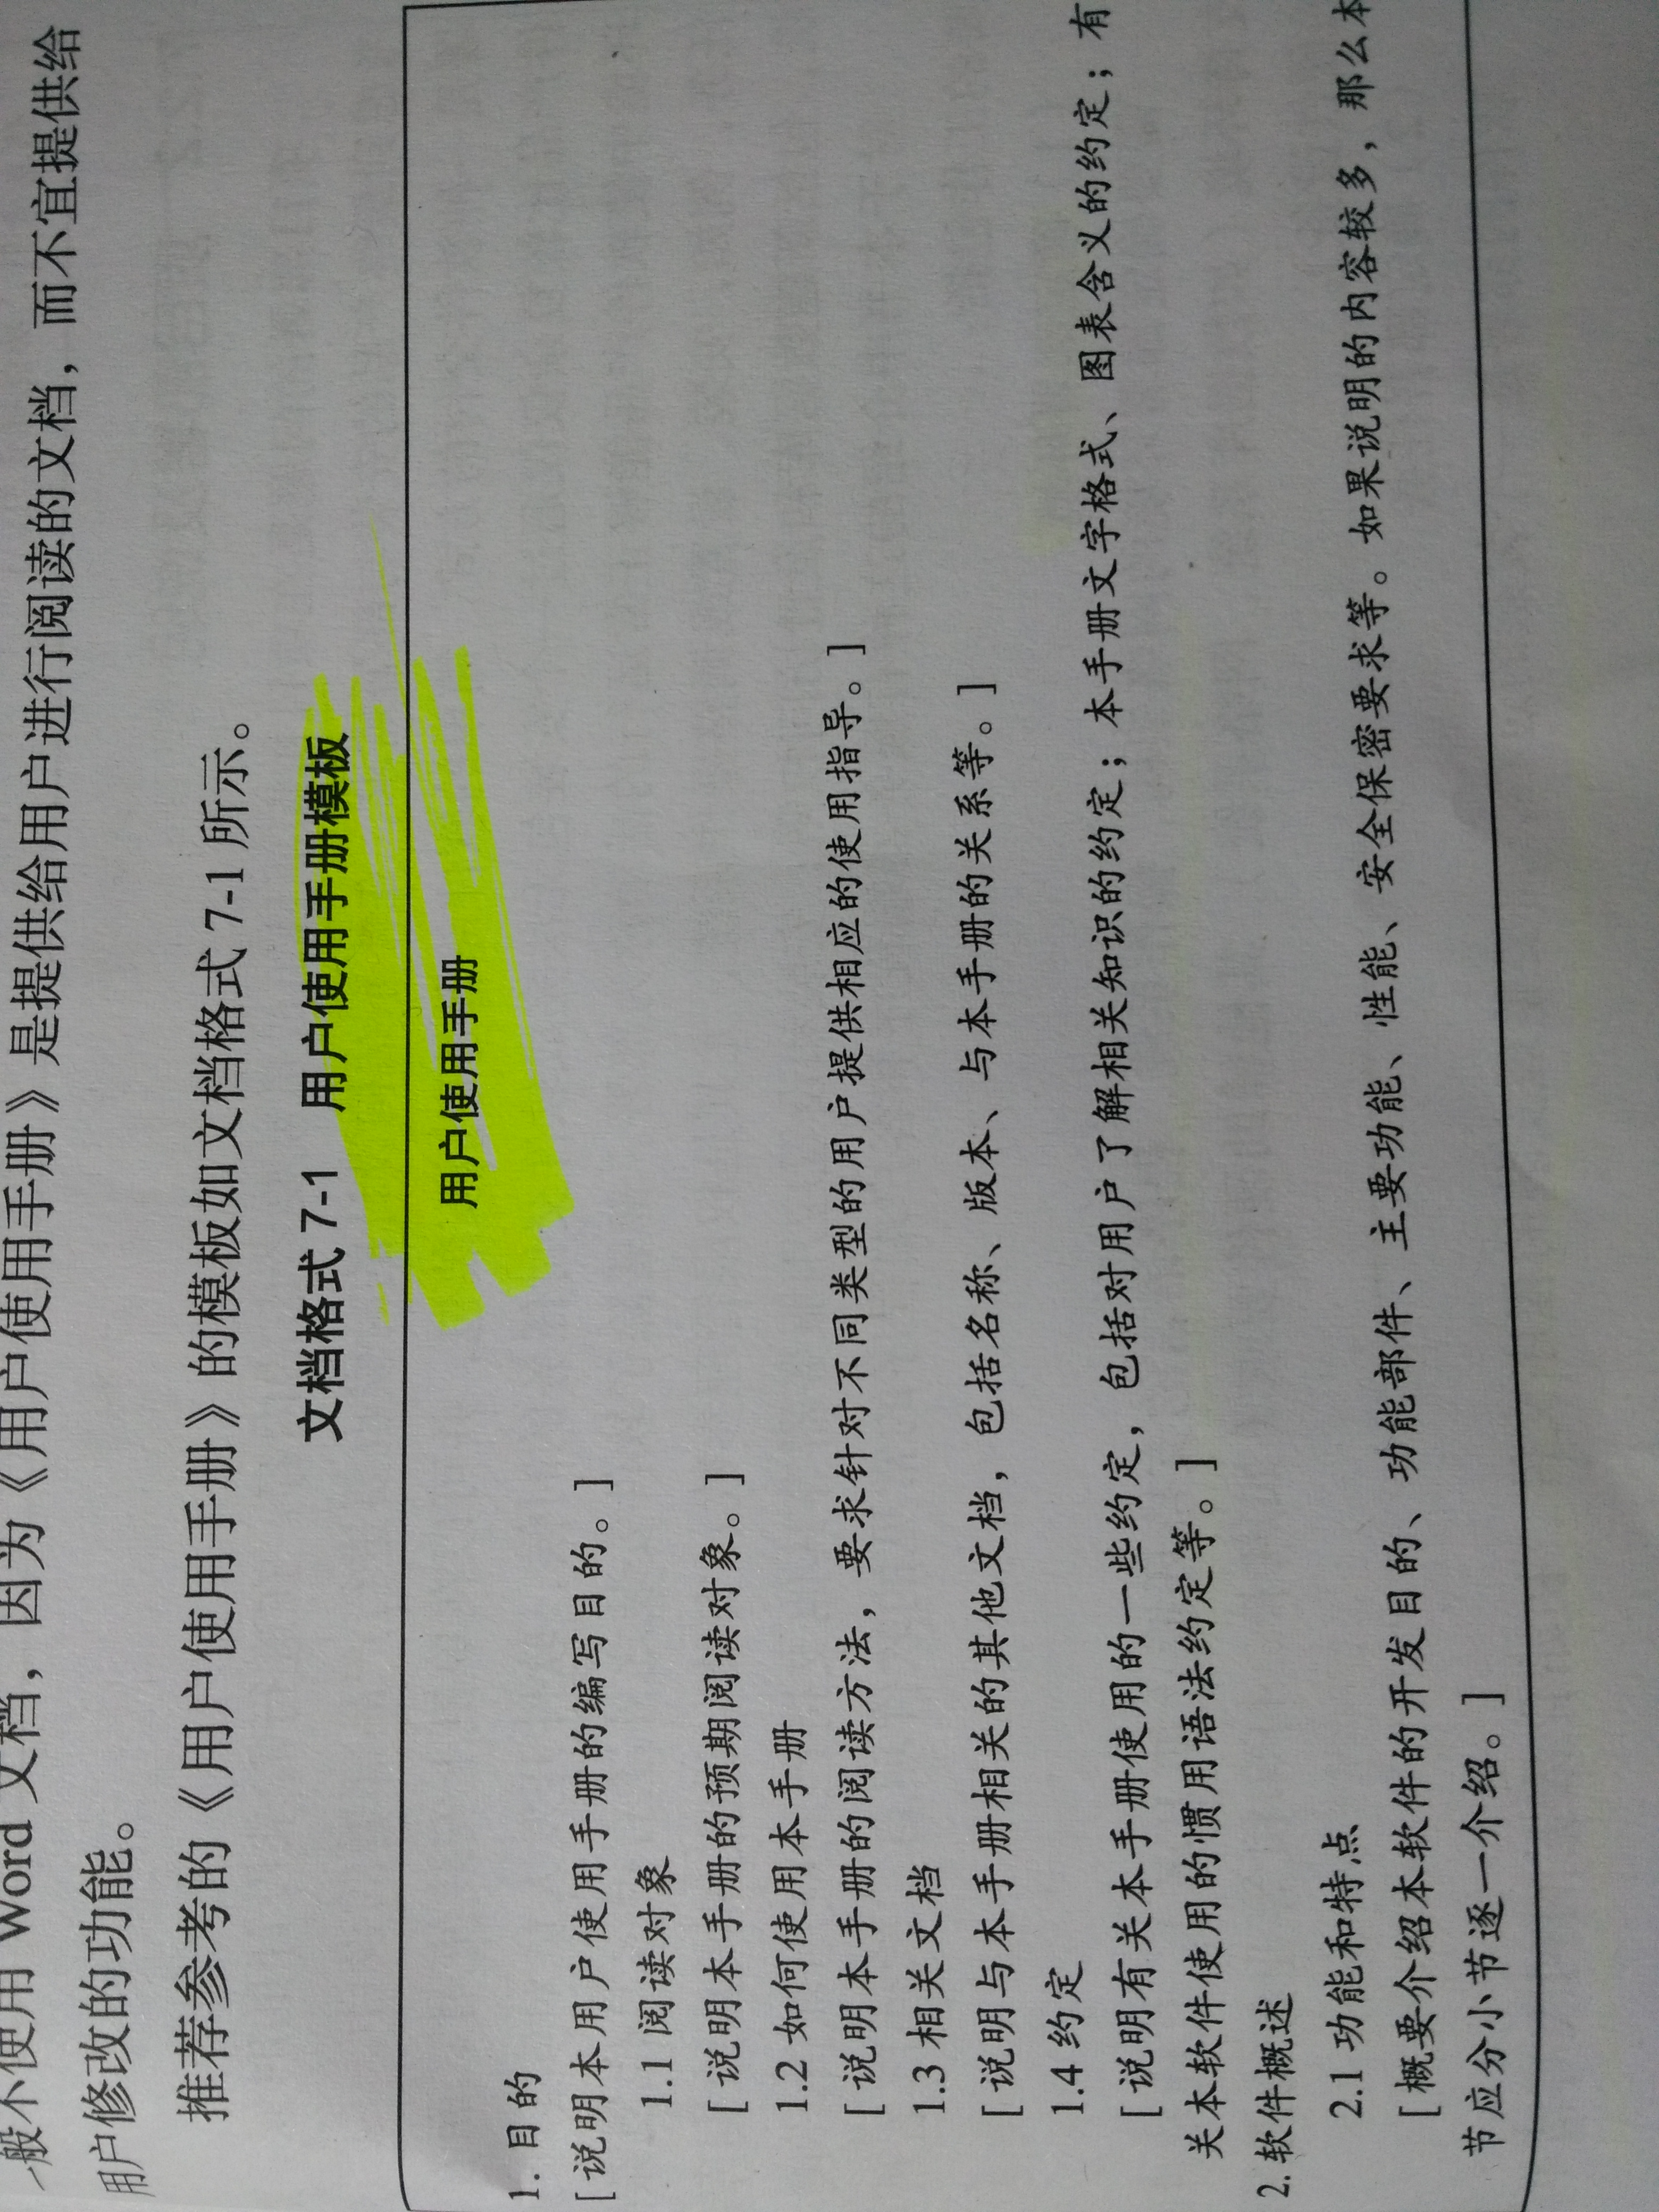 般不使用 Word 文档，因为《用户使用手册》是提供给用户进行阅读的文档，而不宜提供给
用户修改的功能。
推荐参考的《用户使用手册》的模板如文档格式 7-1 所示。
文档格式 7-1 用户使用手册模板
用户使用手册
1. 目的
[说明本用户使用手册的编写目的。]
1.1 阅读对象
[说明本手册的预期阅读对象。]
1.2 如何使用本手册
[说明本手册的阅读方法，要求针对不同类型的用户提供相应的使用指导。]
1.3 相关文档
[说明与本手册相关的其他文档，包括名称、版本、与本手册的关系等。]
1.4 约定
[说明有关本手册使用的一些约定，包括对用户了解相关知识的约定；本手册文字格式、图表含义的约定；有
关本软件使用的惯用语法约定等。]
2. 软件概述
2.1 功能和特点
[概要介绍本软件的开发目的、功能部件、主要功能、性能、安全保密要求等。如果说明的内容较多，那么本
节应分小节逐一介绍。]